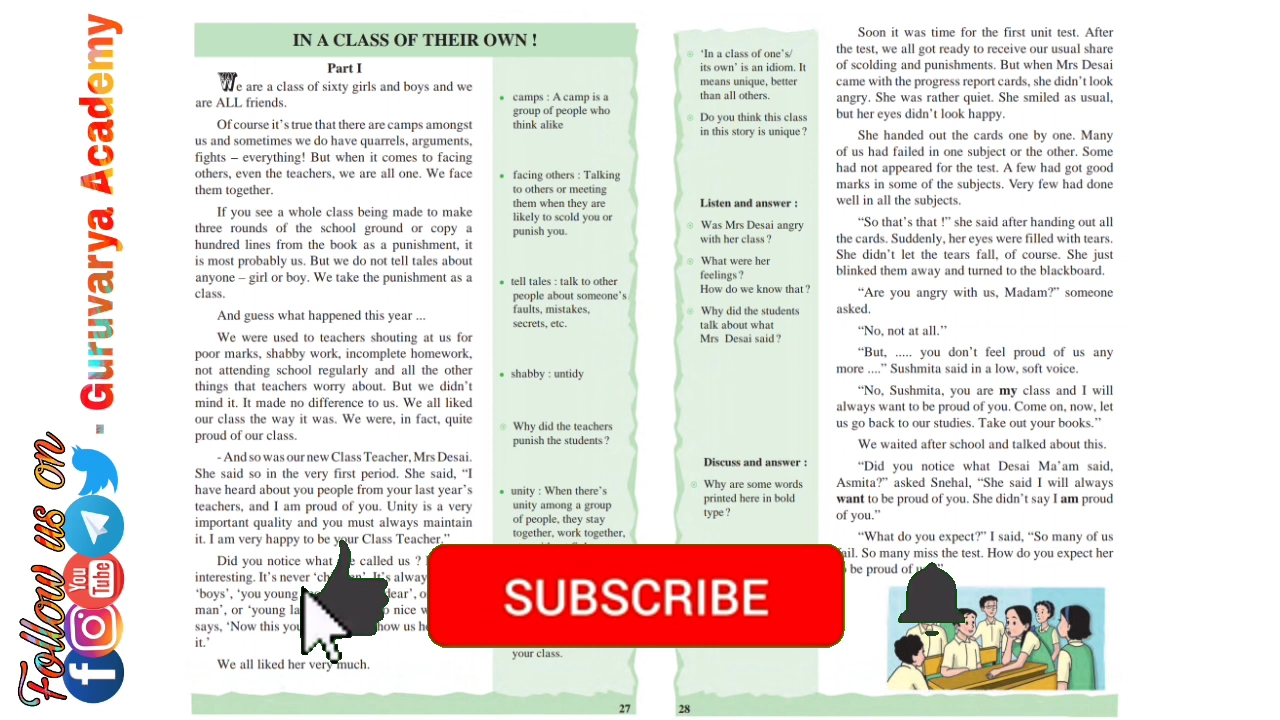 Guruvarya Academy
-
Follow us on
You
Tube
IN A CLASS OF THEIR OWN !
Part I
We are a class of sixty girls and boys and we
are ALL friends.
Of course it’s true that there are camps amongst
us and sometimes we do have quarrels, arguments,
fights – everything! But when it comes to facing
others, even the teachers, we are all one. We face
them together.
If you see a whole class being made to make
three rounds of the school ground or copy a
hundred lines from the book as a punishment, it
is most probably us. But we do not tell tales about
anyone – girl or boy. We take the punishment as a
class.
And guess what happened this year ...
We were used to teachers shouting at us for
poor marks, shabby work, incomplete homework,
not attending school regularly and all the other
things that teachers worry about. But we didn’t
mind it. It made no difference to us. We all liked
our class the way it was. We were, in fact, quite
proud of our class.
- And so was our new Class Teacher, Mrs Desai.
She said so in the very first period. She said, “I
have heard about you people from your last year’s
teachers, and I am proud of you. Unity is a very
important quality and you must always maintain
it. I am very happy to be your Class Teacher.”
Did you notice what called us ?
interesting. It’s never
‘boys’, ‘you young
man’, or ‘young nice
says, ‘Now this how us
it.’
We all liked her very much.
• camps : A camp is a
group of people who
think alike
• facing others : Talking
to others or meeting
them when they are
likely to scold you or
punish you.
• tell tales : talk to other
people about someone’s
faults, mistakes,
secrets, etc.
• shabby : untidy
Why did the teachers
punish the students ?
• unity : When there’s
unity among a group
of people, they stay
together, work together,
your class.
27
‘In a class of one’s/
its own’ is an idiom. It
means unique, better
than all others.
Do you think this class
in this story is unique ?
Listen and answer :
Was Mrs Desai angry
with her class ?
What were her
feelings ?
How do we know that ?
Why did the students
talk about what
Mrs Desai said ?
Discuss and answer :
Why are some words
printed here in bold
type ?
28
Soon it was time for the first unit test. After
the test, we all got ready to receive our usual share
of scolding and punishments. But when Mrs Desai
came with the progress report cards, she didn’t look
angry. She was rather quiet. She smiled as usual,
but her eyes didn’t look happy.
She handed out the cards one by one. Many
of us had failed in one subject or the other. Some
had not appeared for the test. A few had got good
marks in some of the subjects. Very few had done
well in all the subjects.
“So that’s that !” she said after handing out all
the cards. Suddenly, her eyes were filled with tears.
She didn’t let the tears fall, of course. She just
blinked them away and turned to the blackboard.
“Are you angry with us, Madam?” someone
asked.
“No, not at all.”
“But, ..... you don’t feel proud of us any
more ....” Sushmita said in a low, soft voice.
“No, Sushmita, you are my class and I will
always want to be proud of you. Come on, now, let
us go back to our studies. Take out your books.”
We waited after school and talked about this.
“Did you notice what Desai Ma’am said,
Asmita?” asked Snehal, “She said I will always
want to be proud of you. She didn’t say I am proud
of you.”
“What do you expect?” I said, “So many of us
fail. So many miss the test. How do you expect her
be proud of
SUBSCRIBE